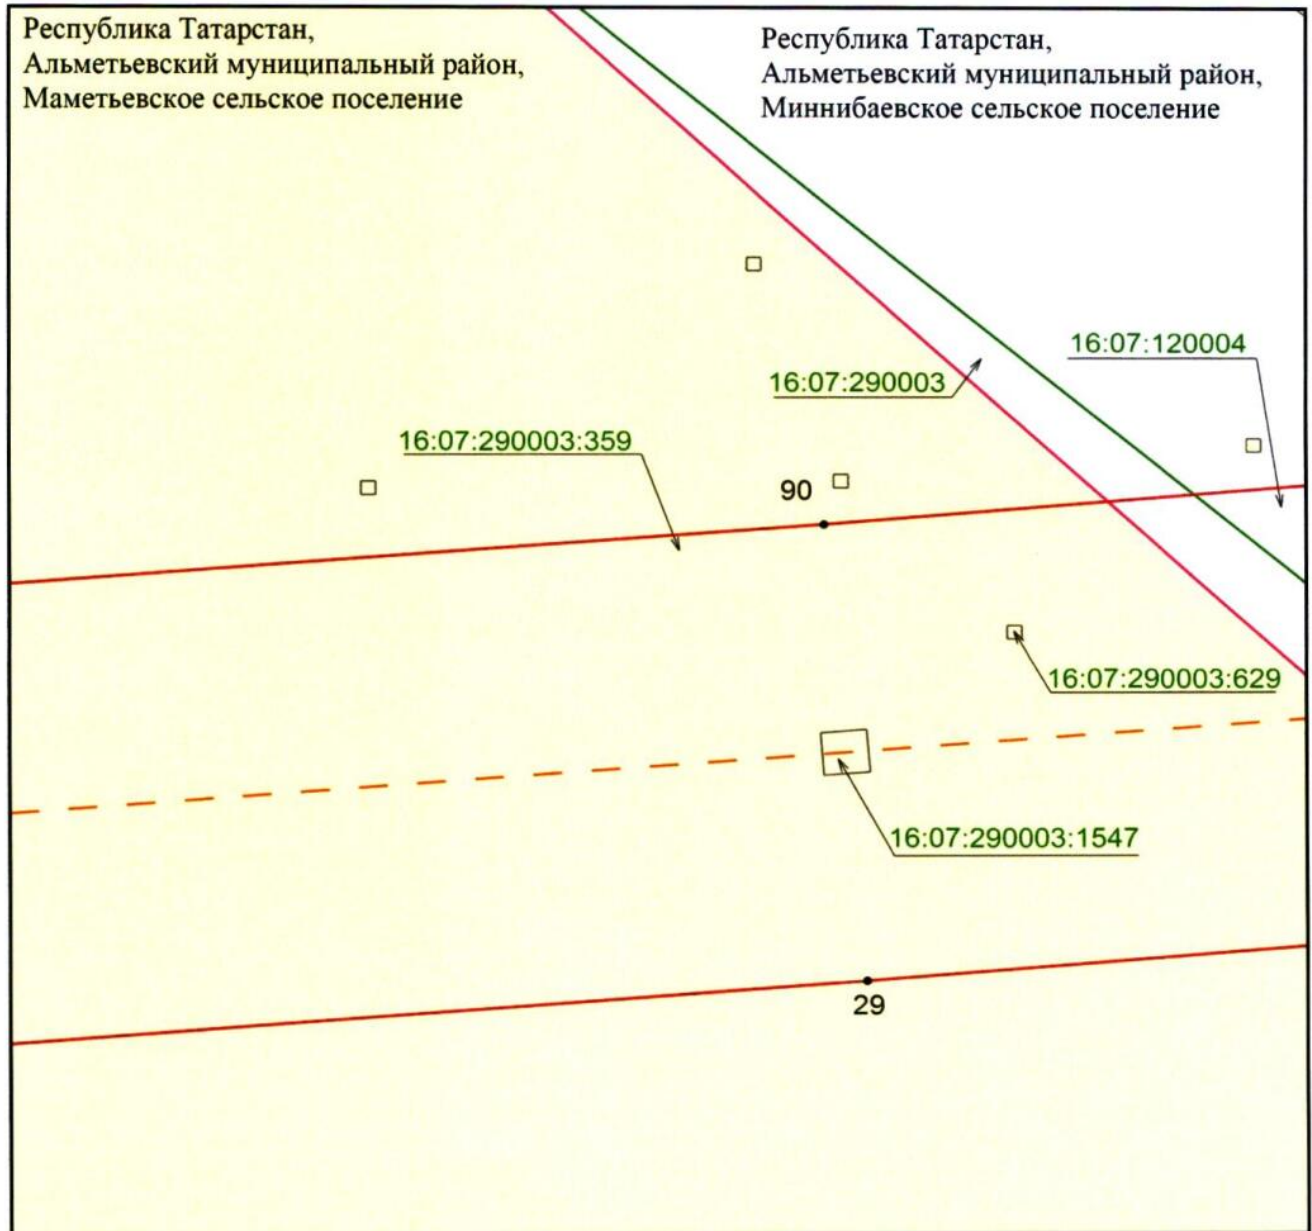 Республика Татарстан,
Альметьевский муниципальный район,
Маметьевское сельское поселение
Республика Татарстан,
Альметьевский муниципальный район,
Миннибаевское сельское поселение
16:07:120004
16:07:290003
16:07:290003:359
90
16:07:290003:629
16:07:290003:1547
29